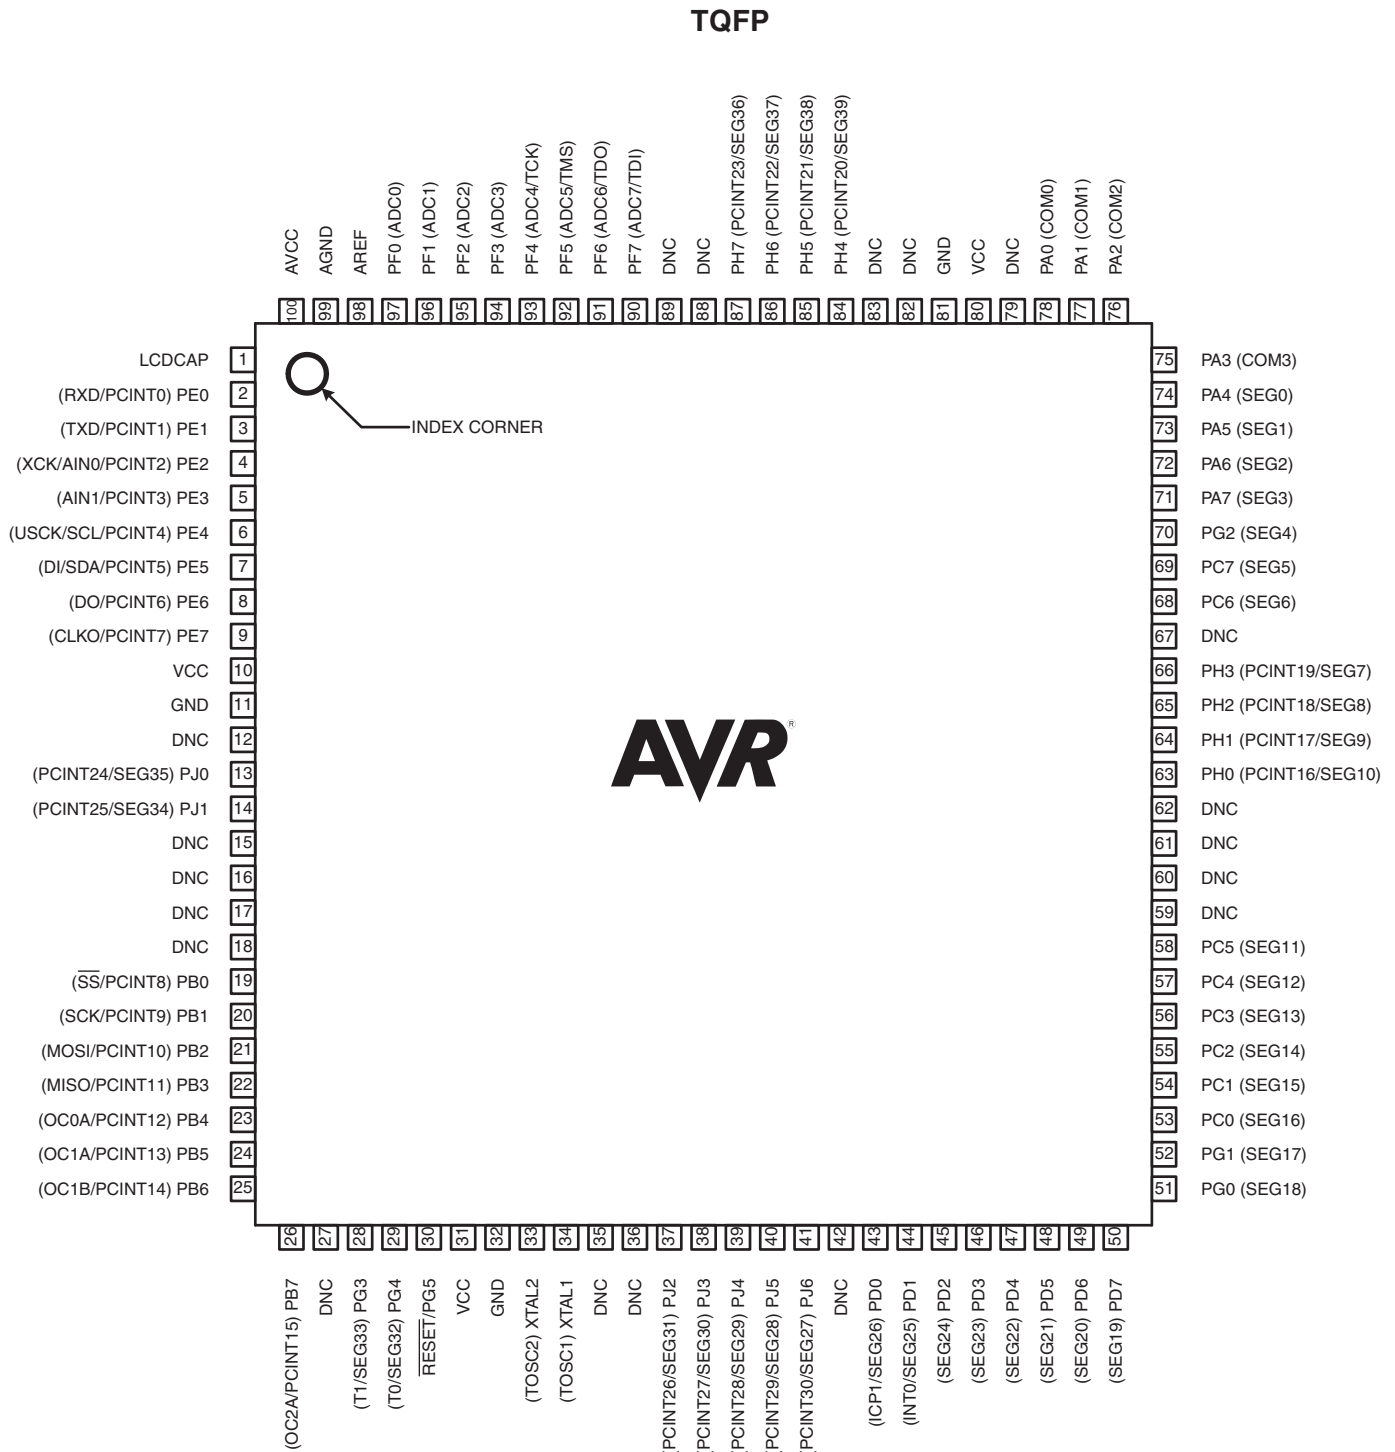 TQFP
AVCC
AGND
AREF
PF0 (ADC0)
PF1 (ADC1)
PF2 (ADC2)
PF3 (ADC3)
PF4 (ADC4/TCK)
PF5 (ADC5/TMS)
PF6 (ADC6/TDO)
PF7 (ADC7/TDI)
DNC
DNC
PH7 (PCINT23/SEG36)
PH6 (PCINT22/SEG37)
PH5 (PCINT21/SEG38)
PH4 (PCINT20/SEG39)
DNC
DNC
GND
VCC
DNC
PA0 (COM0)
PA1 (COM1)
PA2 (COM2)
100 99 98 97 96 95 94 93 92 91 90 89 88 87 86 85 84 83 82 81 80 79 78 77 76
LCDCAP 1
(RXD/PCINT0) PE0 2
(TXD/PCINT1) PE1 3
(XCK/AIN0/PCINT2) PE2 4
(AIN1/PCINT3) PE3 5
(USCK/SCL/PCINT4) PE4 6
(DI/SDA/PCINT5) PE5 7
(DO/PCINT6) PE6 8
(CLKO/PCINT7) PE7 9
VCC 10
GND 11
DNC 12
(PCINT24/SEG35) PJ0 13
(PCINT25/SEG34) PJ1 14
DNC 15
DNC 16
DNC 17
DNC 18
(SS/PCINT8) PB0 19
(SCK/PCINT9) PB1 20
(MOSI/PCINT10) PB2 21
(MISO/PCINT11) PB3 22
(OC0A/PCINT12) PB4 23
(OC1A/PCINT13) PB5 24
(OC1B/PCINT14) PB6 25
INDEX CORNER
AVR®
75 PA3 (COM3)
74 PA4 (SEG0)
73 PA5 (SEG1)
72 PA6 (SEG2)
71 PA7 (SEG3)
70 PG2 (SEG4)
69 PC7 (SEG5)
68 PC6 (SEG6)
67 DNC
66 PH3 (PCINT19/SEG7)
65 PH2 (PCINT18/SEG8)
64 PH1 (PCINT17/SEG9)
63 PH0 (PCINT16/SEG10)
62 DNC
61 DNC
60 DNC
59 DNC
58 PC5 (SEG11)
57 PC4 (SEG12)
56 PC3 (SEG13)
55 PC2 (SEG14)
54 PC1 (SEG15)
53 PC0 (SEG16)
52 PG1 (SEG17)
51 PG0 (SEG18)
26 27 28 29 30 31 32 33 34 35 36 37 38 39 40 41 42 43 44 45 46 47 48 49 50
(OC2A/PCINT15) PB7
DNC
(T1/SEG33) PG3
(T0/SEG32) PG4
RESET/PG5
VCC
GND
(TOSC2) XTAL2
(TOSC1) XTAL1
DNC
DNC
(PCINT26/SEG31) PJ2
(PCINT27/SEG30) PJ3
(PCINT28/SEG29) PJ4
(PCINT29/SEG28) PJ5
(PCINT30/SEG27) PJ6
DNC
(ICP1/SEG26) PD0
(INT0/SEG25) PD1
(SEG24) PD2
(SEG23) PD3
(SEG22) PD4
(SEG21) PD5
(SEG20) PD6
(SEG19) PD7